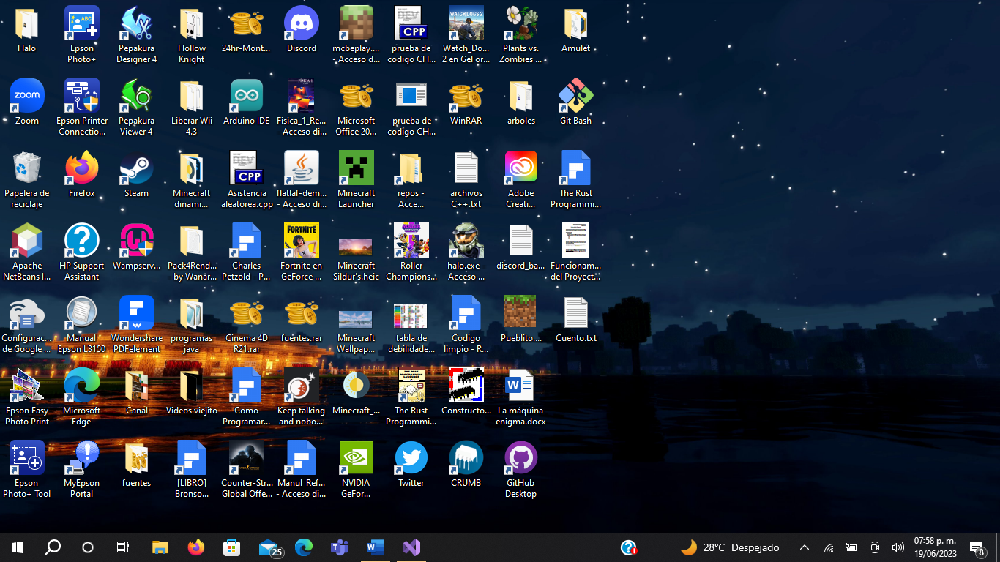 Halo
Epson
Photo+
Pepakura
Designer 4
Hollow
Knight
24hr-Mont...
Discord
mcbeplay....
- Acceso d...
prueba de
codigo CH...
Watch_Do...
2 en GeFor...
Plants vs.
Zombies ...
Amulet
Zoom
Epson Printer
Connectio...
Pepakura
Viewer 4
Liberar Wii
4.3
Arduino IDE
Fisica_1_Re...
- Acceso di...
Microsoft
Office 20...
prueba de
codigo CH...
WinRAR
arboles
Git Bash
Papelera de
reciclaje
Firefox
Steam
Minecraft
dinami...
Asistencia
aleatorea.cpp
flatlaf-dem...
- Acceso di...
Minecraft
Launcher
repos -
Acce...
archivos
C++.txt
Adobe
Creati...
The Rust
Programmi...
Apache
NetBeans I...
HP Support
Assistant
Wampserv...
Pack4Rend...
- by Wanar...
Charles
Petzold - P...
Fortnite en
GeForce ...
Minecraft
Sildur's.heic
Roller
Champions...
halo.exe -
Acceso ...
discord_ba...
Funcionam...
del Proyect...
Configurac...
de Google ...
Manual
Epson L3150
Wondershare
PDFelement
programas
java
Cinema 4D
R21.rar
fuentes.rar
Minecraft
Wallpap...
tabla de
debilidade...
Codigo
limpio - R...
Pueblito....
Cuento.txt
Epson Easy
Photo Print
Microsoft
Edge
Canal
Videos viejito
Como
Programar...
Keep talking
and nobo...
Minecraft_...
The Rust
Programmi...
Constructo...
La máquina
enigma.docx
Epson
Photo+ Tool
MyEpson
Portal
fuentes
[LIBRO]
Bronso...
Counter-Str...
Global Offe...
Manul_Ref...
- Acceso di...
NVIDIA
GeFor...
Twitter
CRUMB
GitHub
Desktop
25
28°C Despejado
07:58 p. m.
19/06/2023
8